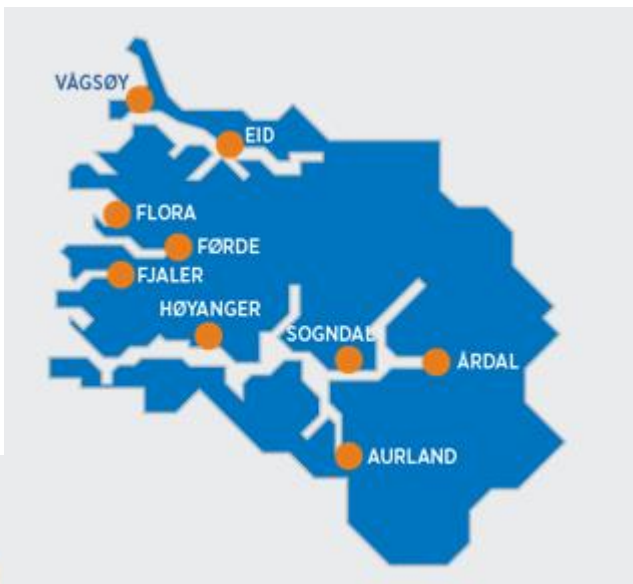 VÅGSØY
EID
FLORA
FØRDE
FJALER
HØYANGER
SOGNDAL
ÅRDAL
AURLAND